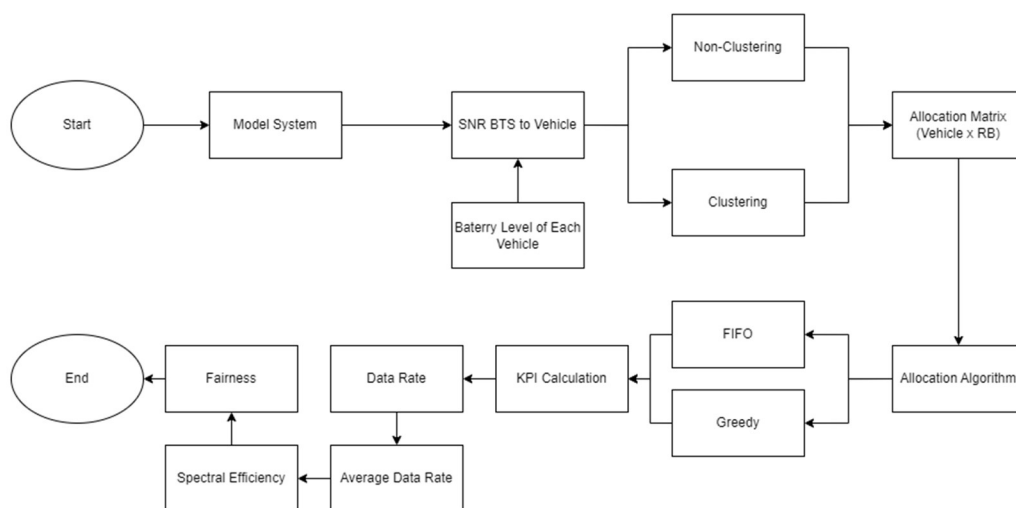 Start
Model System
SNR BTS to Vehicle
Baterry Level of Each
Vehicle
Non-Clustering
Clustering
Allocation Matrix
(Vehicle x RB)
Allocation Algorithm
FIFO
Greedy
KPI Calculation
Data Rate
Average Data Rate
Spectral Efficiency
Fairness
End